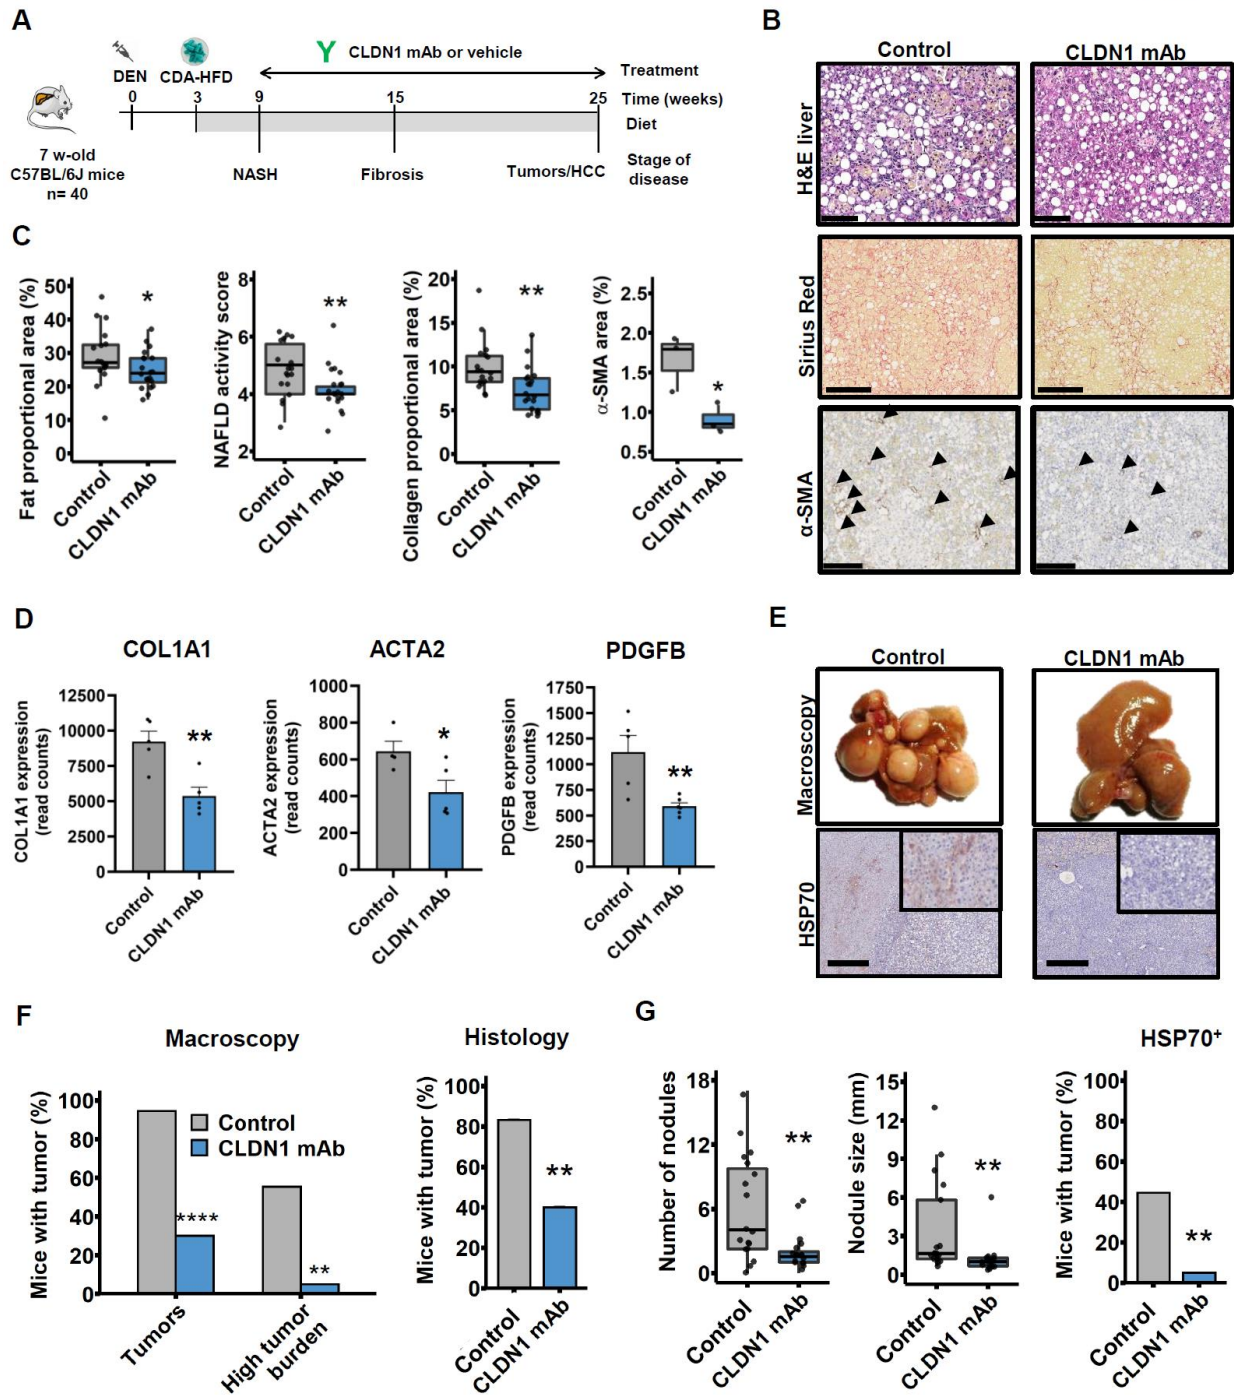 A
DEN
CDA-HFD
CLDN1 mAb or vehicle
Treatment
0 3 9 15 25 Time (weeks)
Diet
7 w-old
C57BL/6J mice
n= 40
NASH Fibrosis Tumors/HCC
Stage of
disease
B
Control CLDN1 mAb
H&E liver
Sirius Red
α-SMA
C
Fat proportional area (%)
50
40
30
20
10
0
*
Control
CLDN1 mAb
NAFLD activity score
8
6
4
2
**
Control
CLDN1 mAb
Collagen proportional area (%)
20
15
10
5
0
**
Control
CLDN1 mAb
α-SMA area (%)
2.5
2.0
1.5
1.0
0.5
*
Control
CLDN1 mAb
D
COL1A1
COL1A1 expression
(read counts)
12500
10000
7500
5000
2500
0
**
Control
CLDN1 mAb
ACTA2
ACTA2 expression
(read counts)
1000
800
600
400
200
0
*
Control
CLDN1 mAb
PDGFB
PDGFB expression
(read counts)
1750
1500
1250
1000
750
500
250
0
**
Control
CLDN1 mAb
E
Control CLDN1 mAb
Macroscopy
HSP70
F
Macroscopy
Mice with tumor (%)
100
80
60
40
20
0
Control
CLDN1 mAb
****
**
Tumors
High tumor
burden
Histology
Mice with tumor (%)
100
80
60
40
20
0
**
Control
CLDN1 mAb
G
Number of nodules
18
12
6
0
**
Control
CLDN1 mAb
Nodule size (mm)
15
12
9
6
3
0
**
Control
CLDN1 mAb
HSP70⁺
Mice with tumor (%)
100
80
60
40
20
0
**
Control
CLDN1 mAb